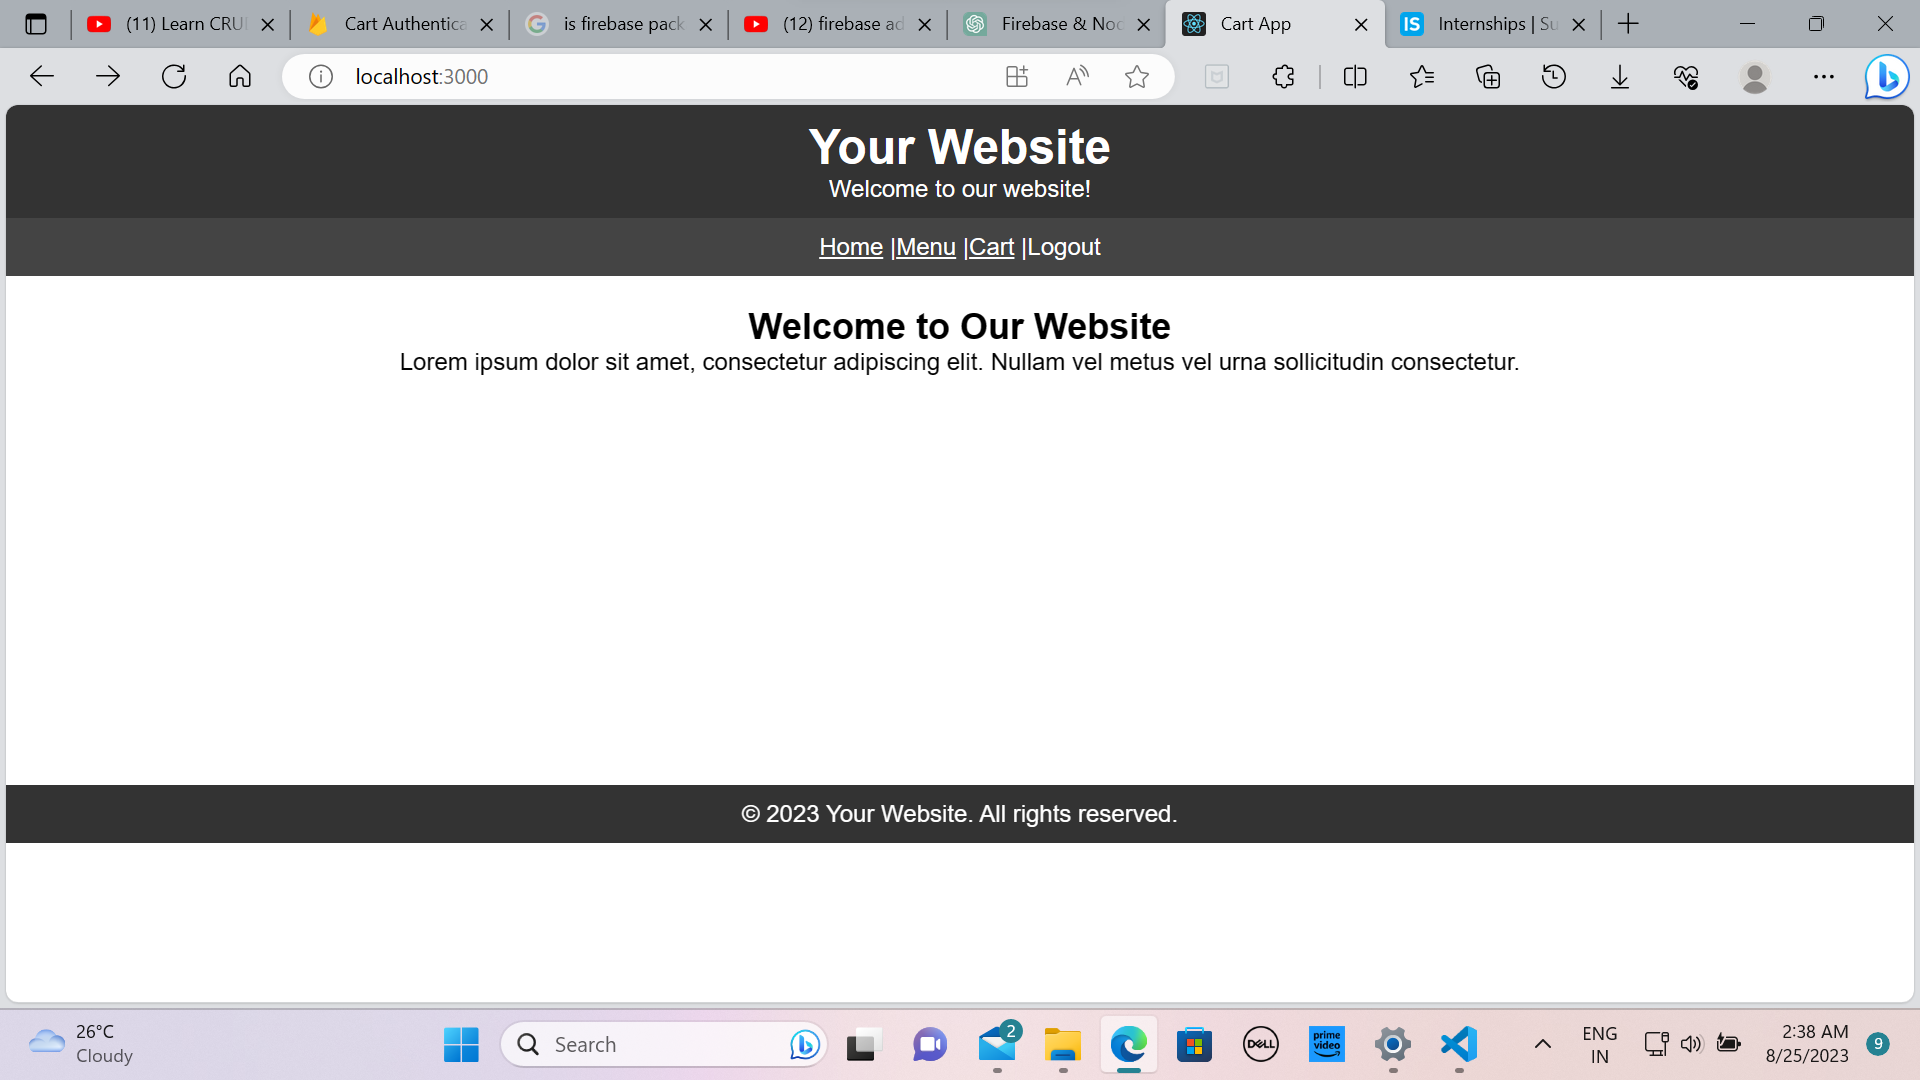 (11) Learn CRU
Cart Authentica
is firebase pack
(12) firebase ad
Firebase & Noc
Cart App
Internships | Su
localhost:3000
Your Website
Welcome to our website!
Home |Menu |Cart |Logout
Welcome to Our Website
Lorem ipsum dolor sit amet, consectetur adipiscing elit. Nullam vel metus vel urna sollicitudin consectetur.
© 2023 Your Website. All rights reserved.
26°C
Cloudy
Search
2
DELL
prime
video
ENG
IN
2:38 AM
8/25/2023
9